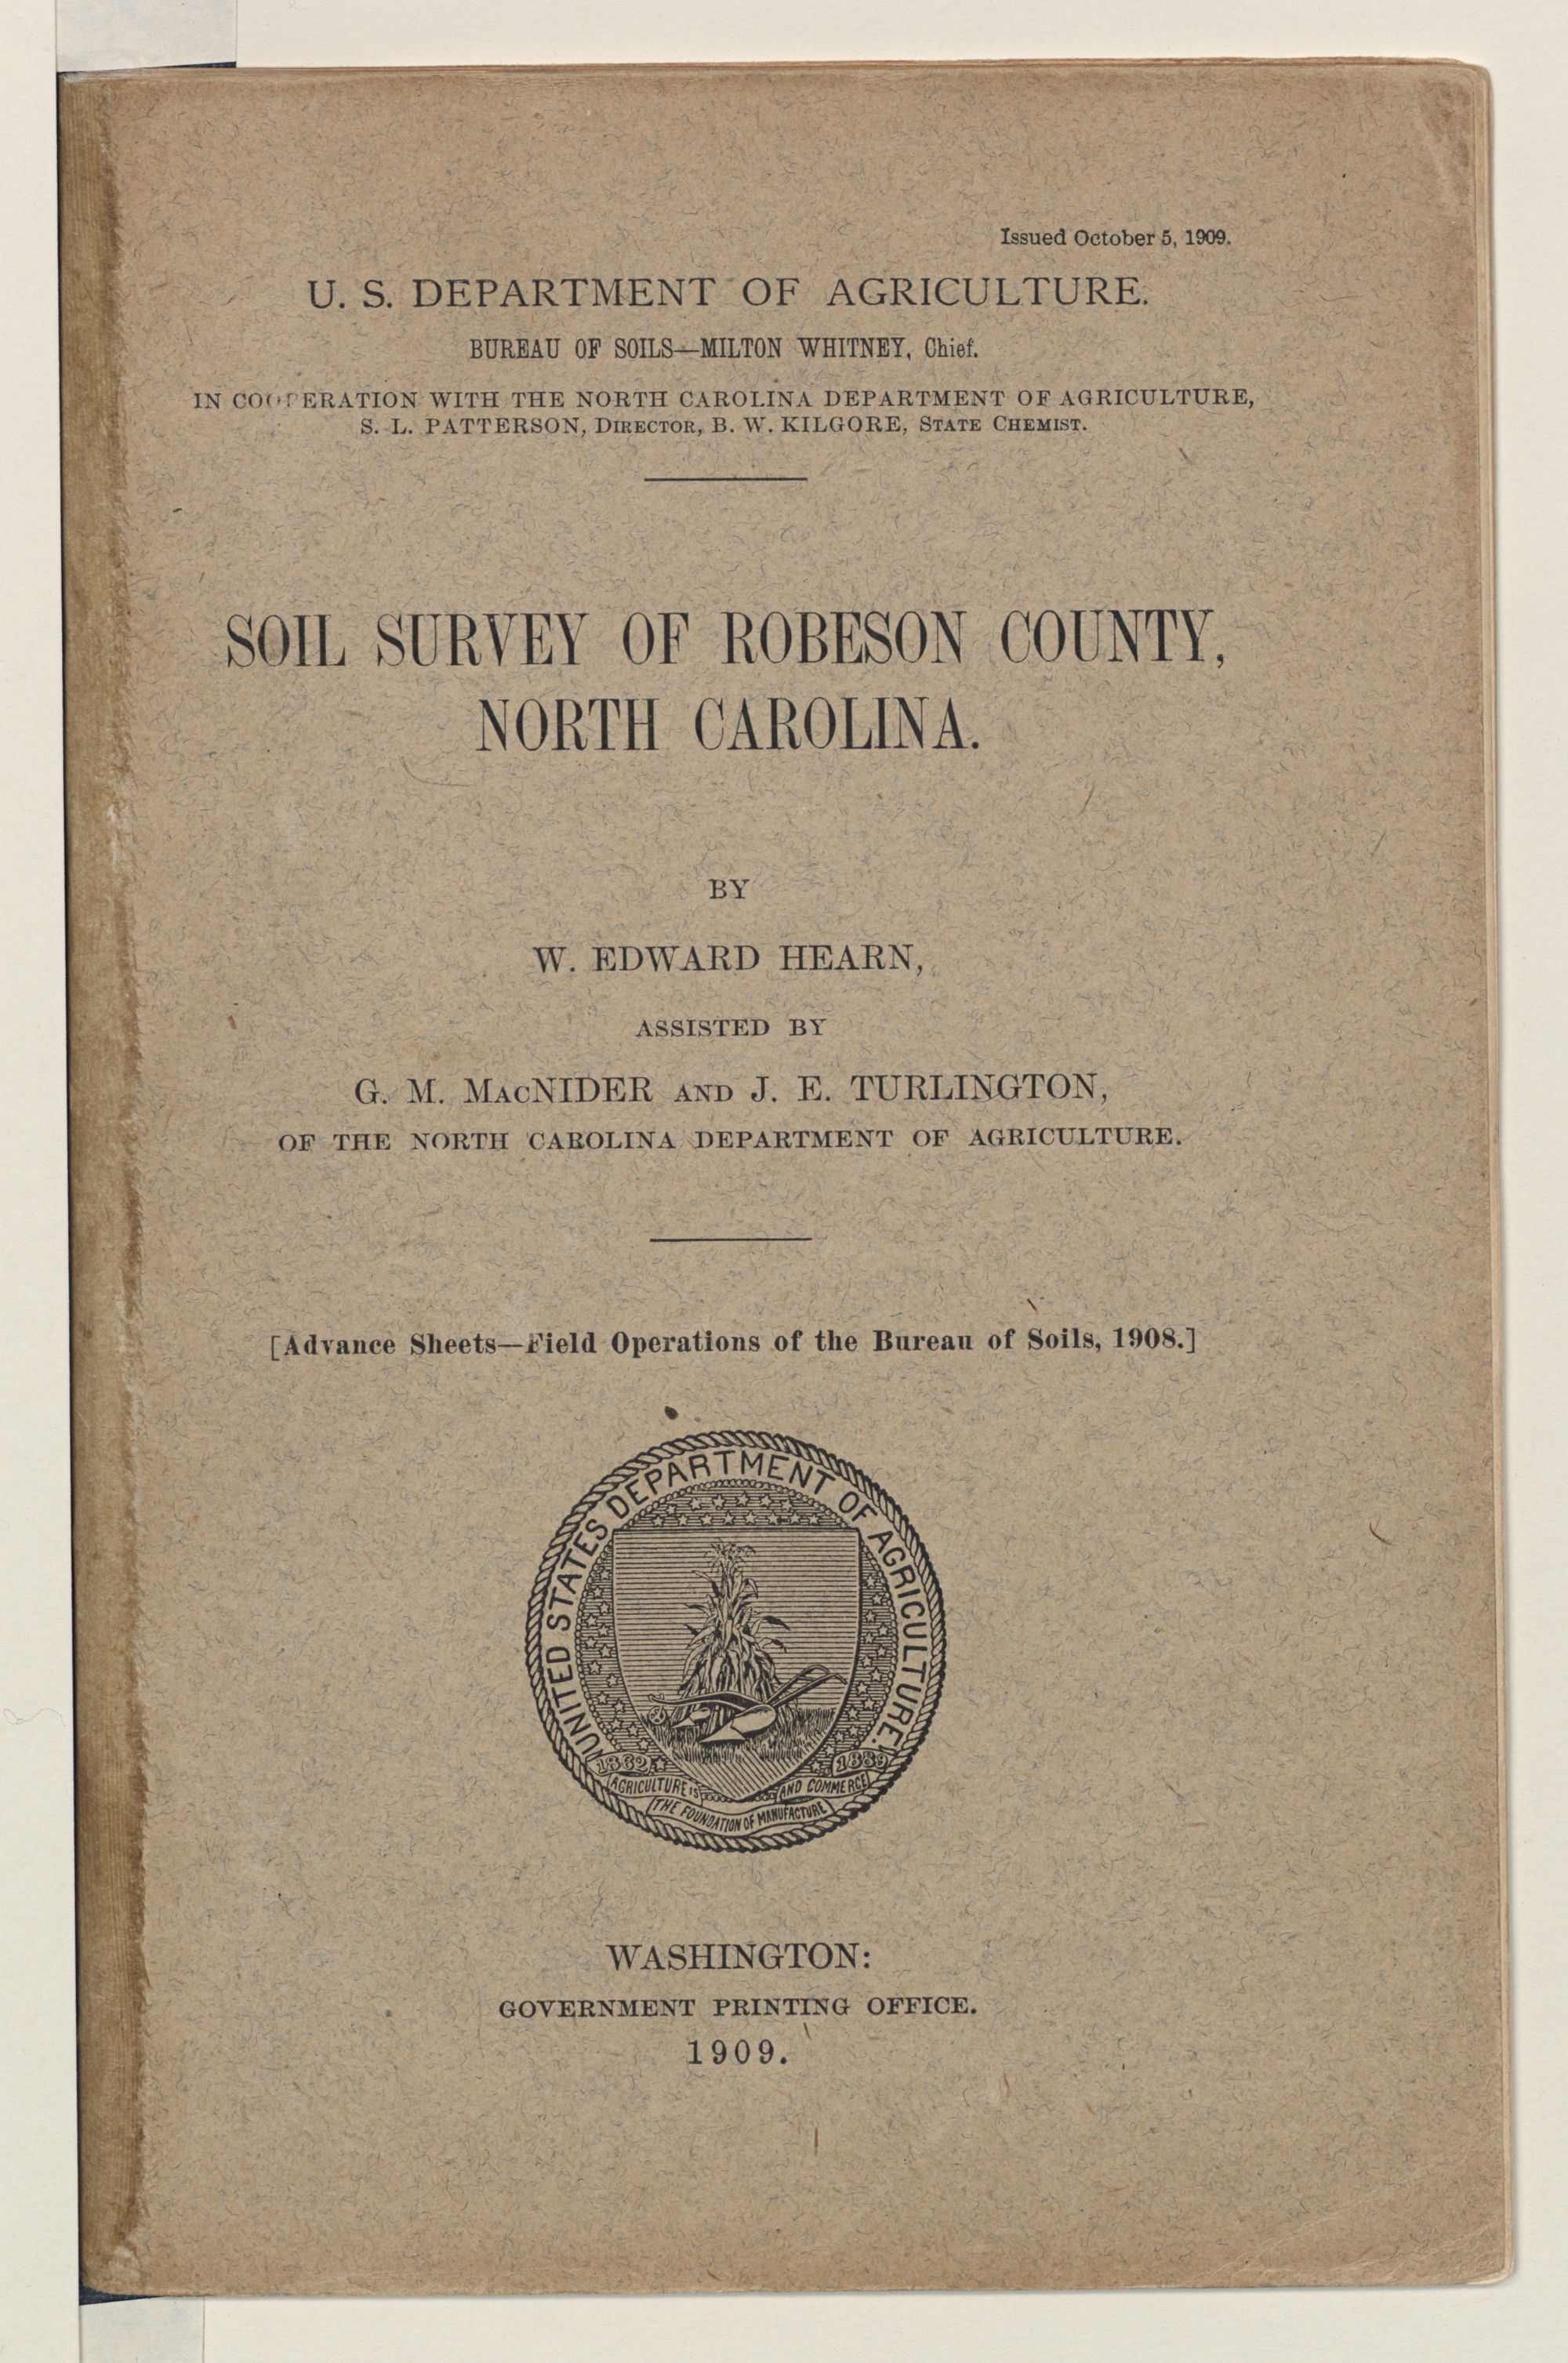 Issued October 5, 1909.
U. S. DEPARTMENT OF AGRICULTURE.
BUREAU OF SOILS—MILTON WHITNEY, Chief.
IN COOPERATION WITH THE NORTH CAROLINA DEPARTMENT OF AGRICULTURE,
S. L. PATTERSON, DIRECTOR, B. W. KILGORE, STATE CHEMIST.
SOIL SURVEY OF ROBESON COUNTY,
NORTH CAROLINA.
BY
W. EDWARD HEARN,
ASSISTED BY
G. M. MACNIDER AND J. E. TURLINGTON,
OF THE NORTH CAROLINA DEPARTMENT OF AGRICULTURE.
[Advance Sheets—Field Operations of the Bureau of Soils, 1908.]
UNITED STATES DEPARTMENT OF AGRICULTURE.
1862 1889
AGRICULTURE IS
THE FOUNDATION OF MANUFACTURE
AND COMMERCE
WASHINGTON:
GOVERNMENT PRINTING OFFICE.
1909.